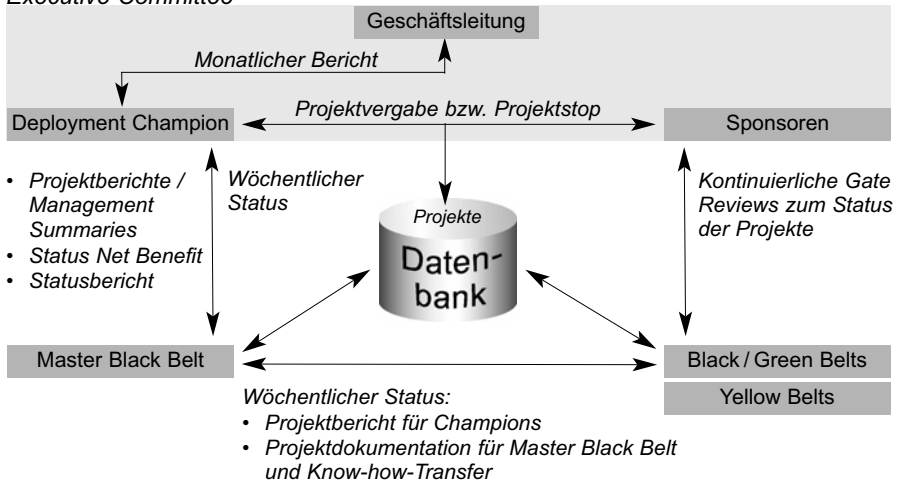 Executive Committee
Geschäftsleitung
Monatlicher Bericht
Deployment Champion
Projektvergabe bzw. Projektstop
Sponsoren
• Projektberichte /
Management
Summaries
• Status Net Benefit
• Statusbericht
Wöchentlicher
Status
Projekte
Daten-
bank
Kontinuierliche Gate
Reviews zum Status
der Projekte
Master Black Belt
Black / Green Belts
Yellow Belts
Wöchentlicher Status:
• Projektbericht für Champions
• Projektdokumentation für Master Black Belt
und Know-how-Transfer